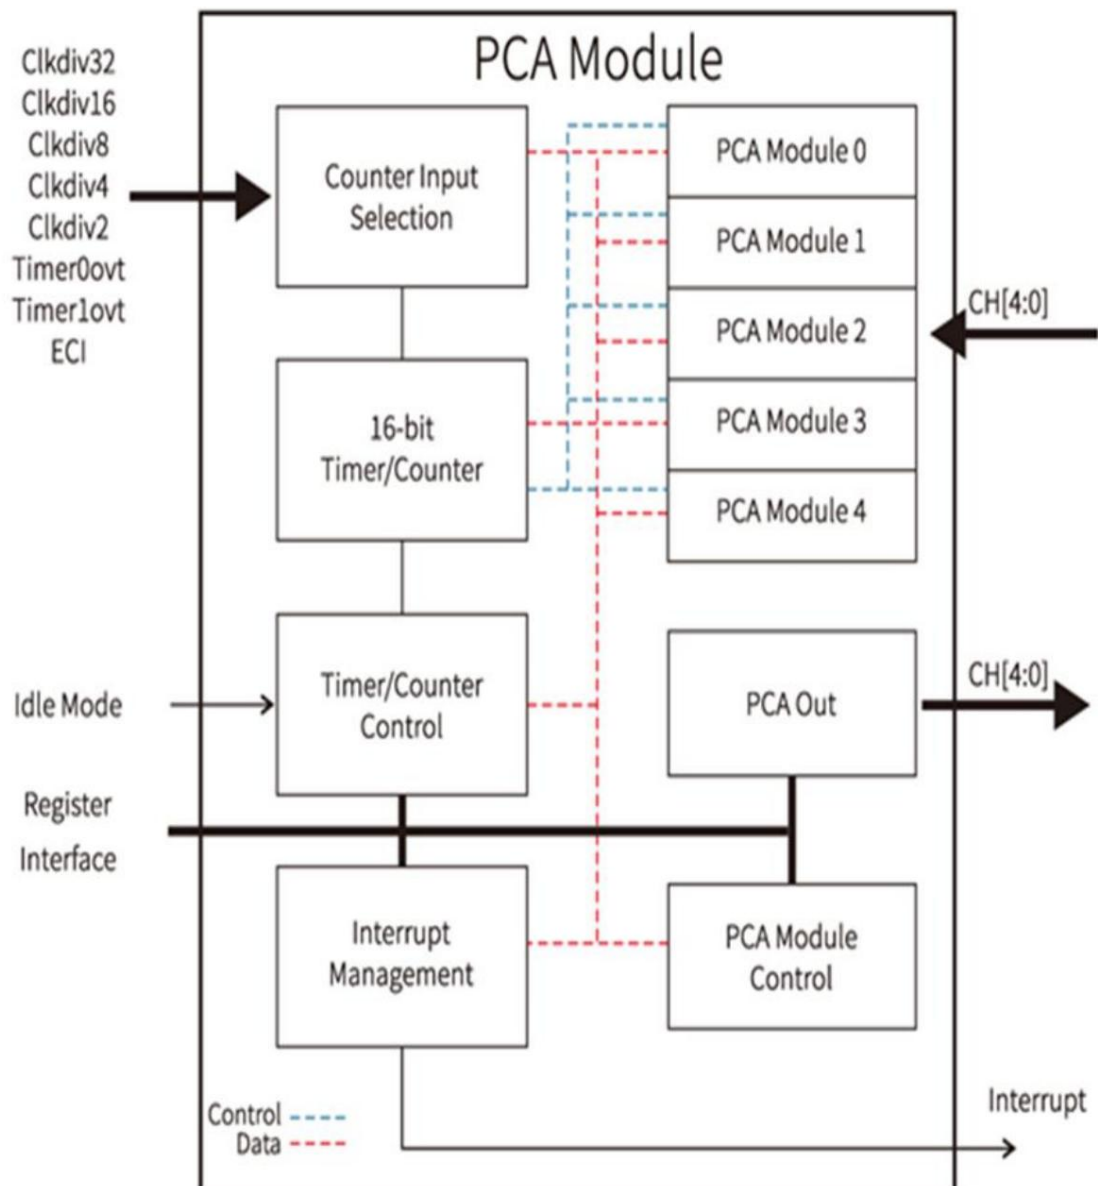 PCA Module
Clkdiv32
Clkdiv16
Clkdiv8
Clkdiv4
Clkdiv2
Timer0ovt
Timer1ovt
ECI
Counter Input
Selection
PCA Module 0
PCA Module 1
PCA Module 2
PCA Module 3
PCA Module 4
CH[4:0]
16-bit
Timer/Counter
Idle Mode
Timer/Counter
Control
PCA Out
CH[4:0]
Register
Interface
Interrupt
Management
PCA Module
Control
Control
Data
Interrupt